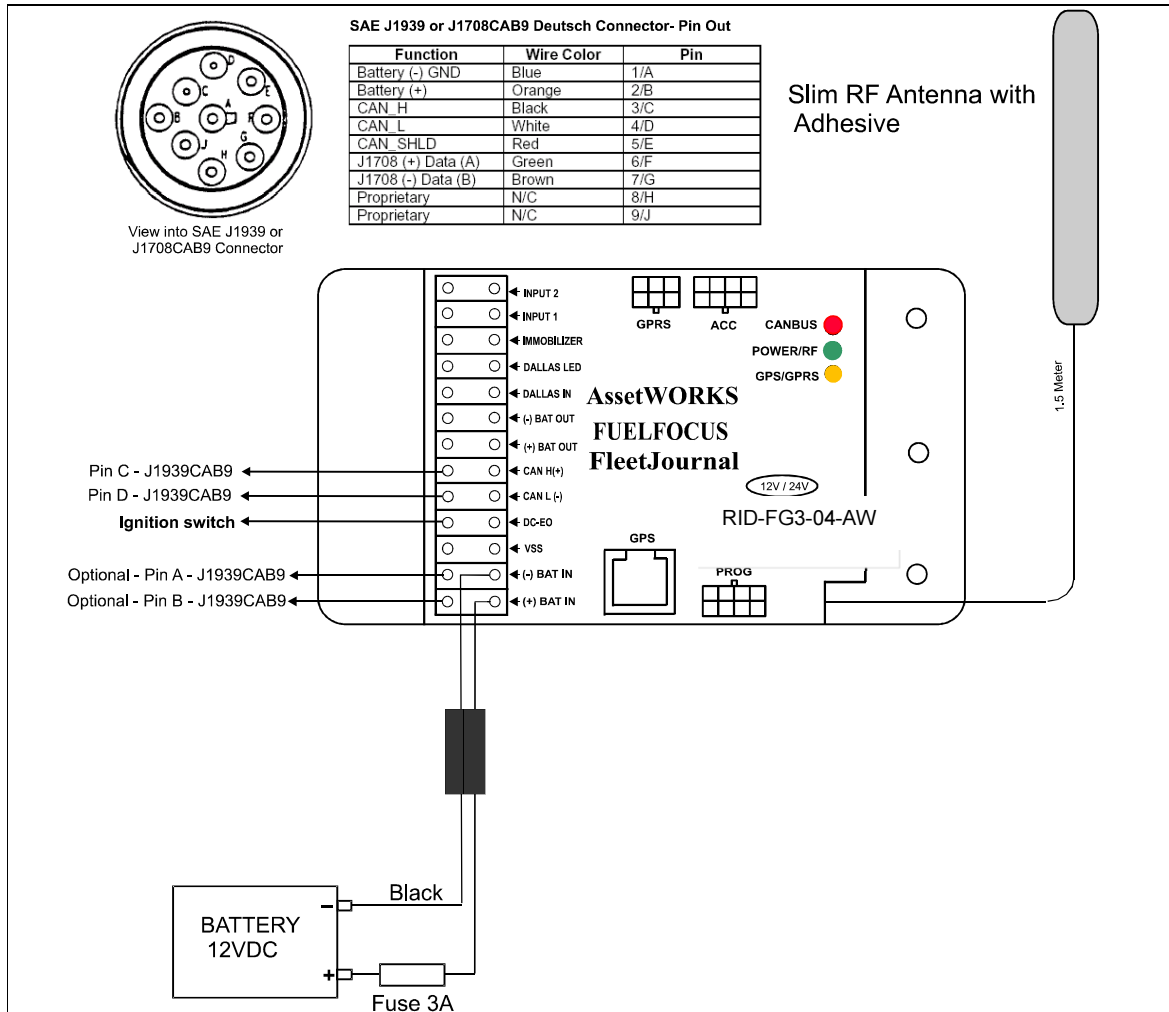 SAE J1939 or J1708CAB9 Deutsch Connector- Pin Out
Function Wire Color Pin
Battery (-) GND Blue 1/A
Battery (+) Orange 2/B
CAN_H Black 3/C
CAN_L White 4/D
CAN_SHLD Red 5/E
J1708 (+) Data (A) Green 6/F
J1708 (-) Data (B) Brown 7/G
Proprietary N/C 8/H
Proprietary N/C 9/J
D
E
C
A
B
F
J
G
H
View into SAE J1939 or
J1708CAB9 Connector
Slim RF Antenna with
Adhesive
1.5 Meter
INPUT 2
INPUT 1
IMMOBILIZER
DALLAS LED
DALLAS IN
(-) BAT OUT
(+) BAT OUT
CAN H(+)
CAN L (-)
DC-EO
VSS
(-) BAT IN
(+) BAT IN
GPRS
ACC
CANBUS
POWER/RF
GPS/GPRS
AssetWORKS
FUELFOCUS
FleetJournal
12V / 24V
RID-FG3-04-AW
GPS
PROG
Pin C - J1939CAB9
Pin D - J1939CAB9
Ignition switch
Optional - Pin A - J1939CAB9
Optional - Pin B - J1939CAB9
Black
BATTERY
12VDC
−
+
Fuse 3A